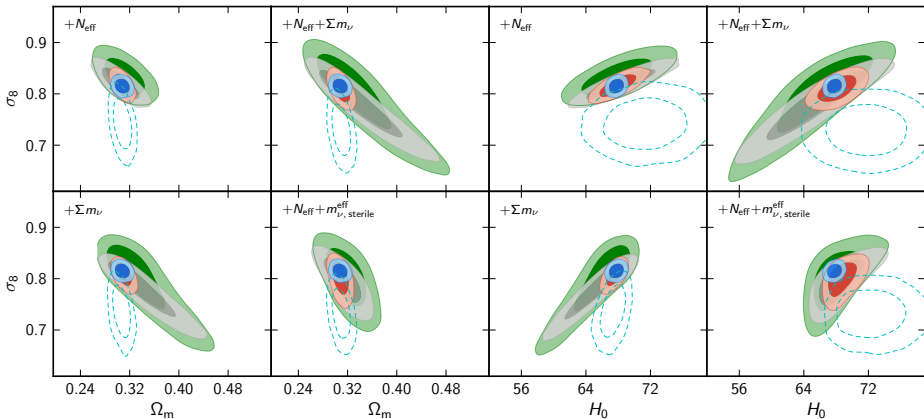 +N_eff
+N_eff+Σm_ν
+N_eff
+N_eff+Σm_ν
0.9
0.8
0.7
σ_8
+Σm_ν
+N_eff+m^eff_ν, sterile
+Σm_ν
+N_eff+m^eff_ν, sterile
0.9
0.8
0.7
σ_8
0.24 0.32 0.40 0.48
0.24 0.32 0.40 0.48
56 64 72
56 64 72
Ω_m
Ω_m
H_0
H_0